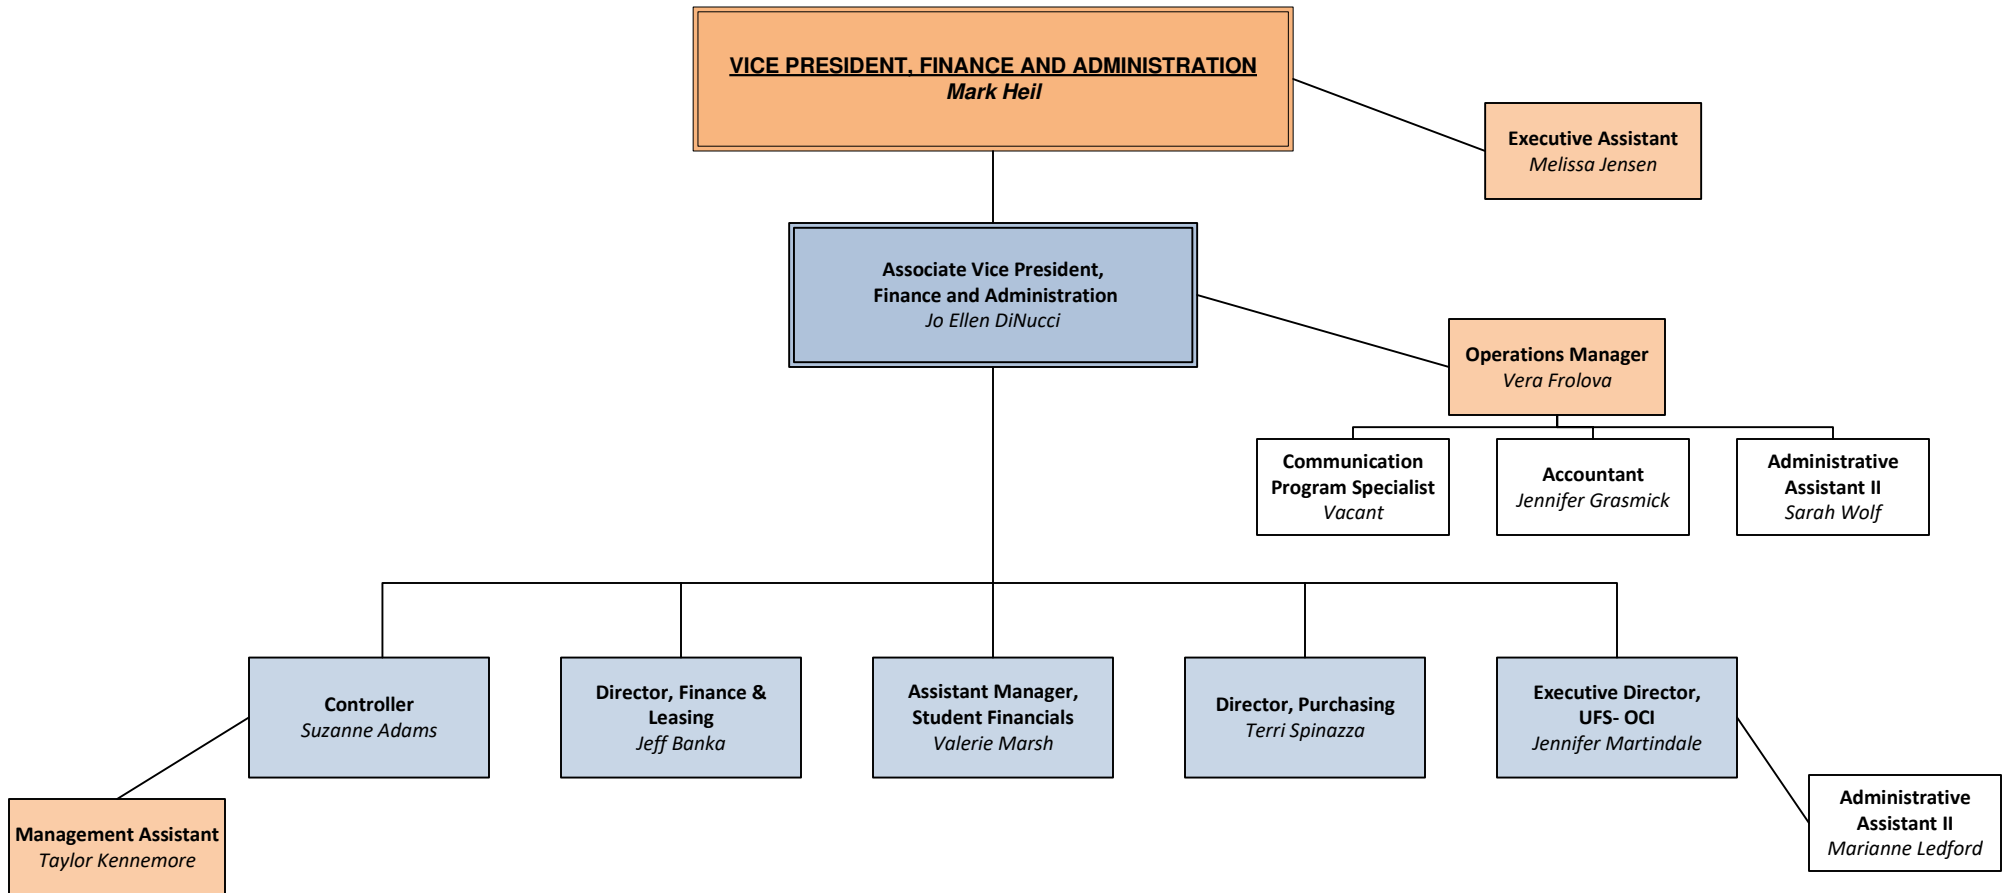 VICE PRESIDENT, FINANCE AND ADMINISTRATION
Mark Heil
Executive Assistant
Melissa Jensen
Associate Vice President,
Finance and Administration
Jo Ellen DiNucci
Operations Manager
Vera Frolova
Communication
Program Specialist
Vacant
Accountant
Jennifer Grasmick
Administrative
Assistant II
Sarah Wolf
Controller
Suzanne Adams
Director, Finance &
Leasing
Jeff Banka
Assistant Manager,
Student Financials
Valerie Marsh
Director, Purchasing
Terri Spinazza
Executive Director,
UFS- OCI
Jennifer Martindale
Management Assistant
Taylor Kennemore
Administrative
Assistant II
Marianne Ledford